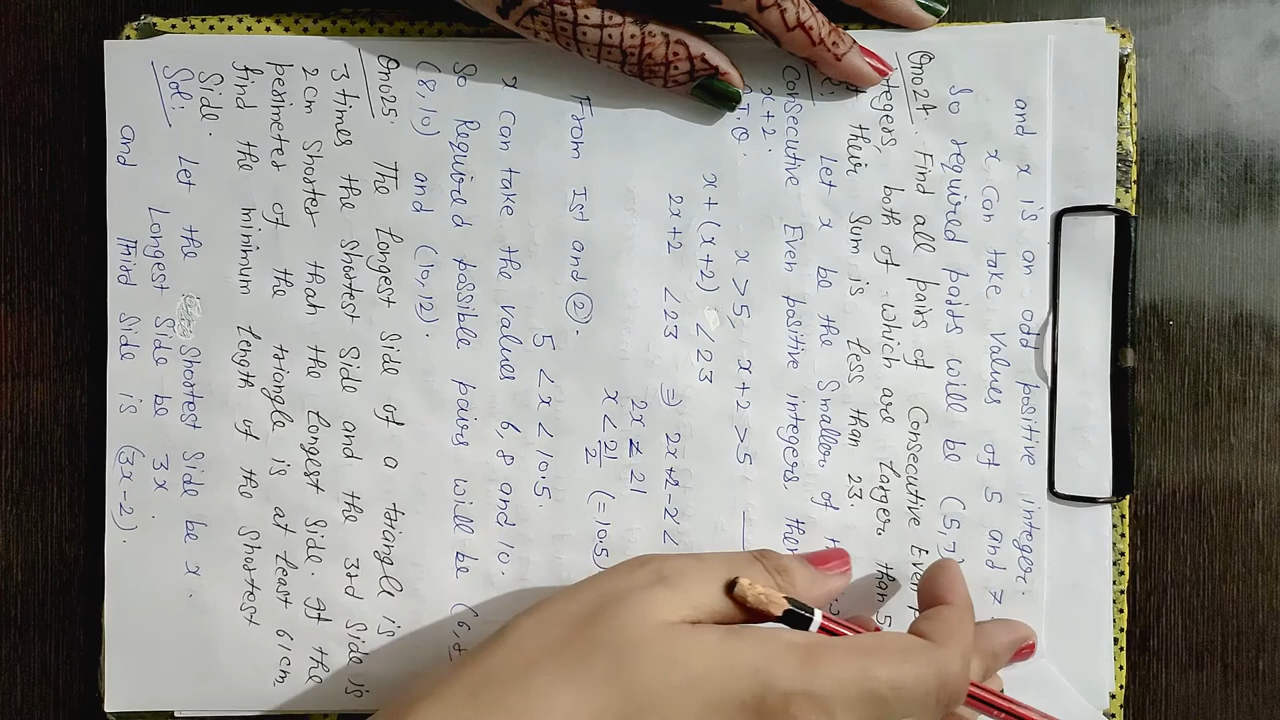 and x is an odd positive integer.
x can take values of 5 and 7
So required pairs will be (5,7)
Qno24. Find all pairs of Consecutive Even
tegers, both of which are larger than 5
their Sum is less than 23.
Let x be the Smaller of
Consecutive Even positive integers. then
x+2.
T.Q.
x > 5, x+2 > 5
x + (x+2) < 23
2x+2 < 23 ⇒ 2x+2-2 <
2x < 21
x < 21/2 (=10.5)
From Ist and ②.
5 < x < 10.5.
x can take the values 6, 8 and 10.
So Required possible pairs will be (6,8
(8,10) and (10,12).
Qno25. The Longest Side of a triangle is
3 times the shortest Side and the 3rd Side is
2cm Shorter that the Longest Side. If the
perimeter of the triangle is at least 61cm
find the minimum length of the Shortest
Side.
Sol: Let the Shortest Side be x.
Longest Side be 3x
and Third Side is (3x-2).